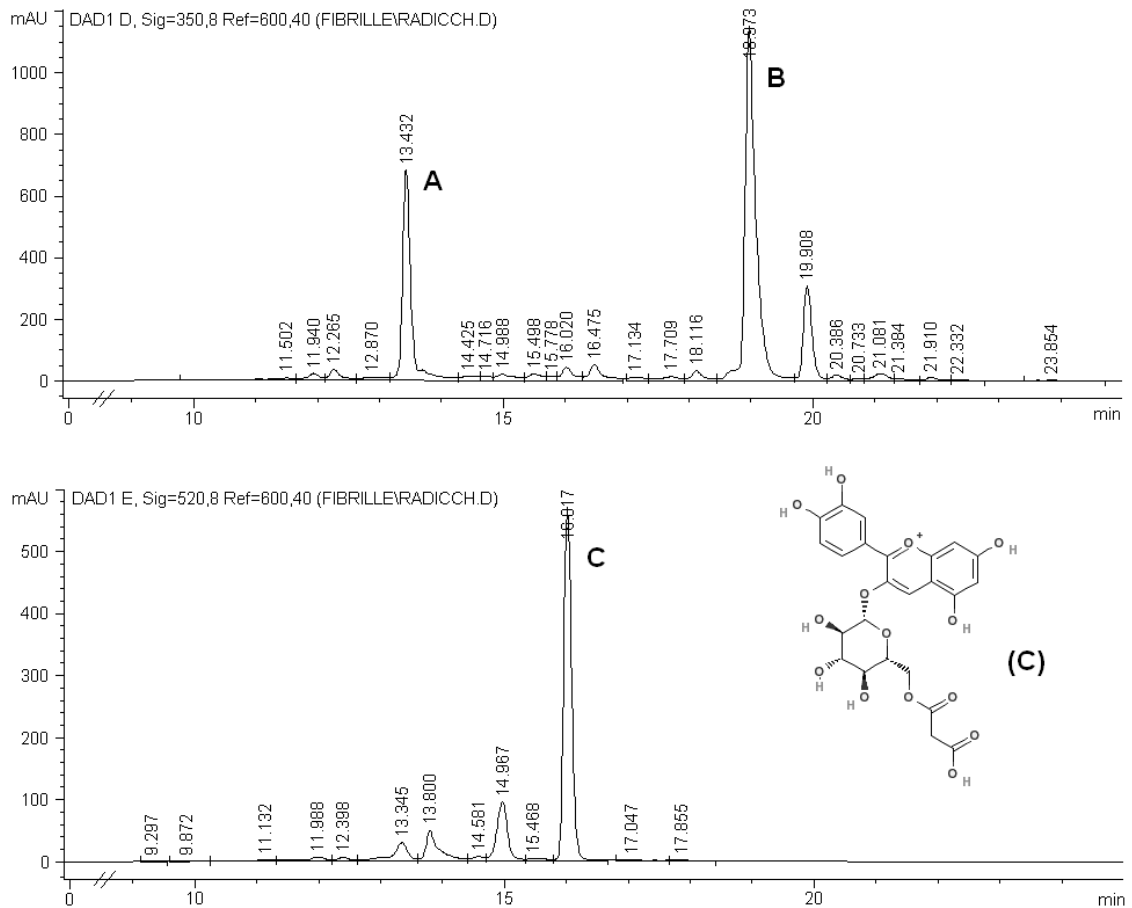 mAU
DAD1 D, Sig=350,8 Ref=600,40 (FIBRILLE\RADICCH.D)
1000
800
600
400
200
0
11.502
11.940
12.265
12.870
13.432
A
14.425
14.716
14.988
15.498
15.778
16.020
16.475
17.134
17.709
18.116
18.973
B
19.908
20.386
20.733
21.081
21.384
21.910
22.332
23.854
0
10
15
20
min
mAU
DAD1 E, Sig=520,8 Ref=600,40 (FIBRILLE\RADICCH.D)
500
400
300
200
100
0
9.297
9.872
11.132
11.988
12.398
13.345
13.800
14.581
14.967
15.468
16.017
C
17.047
17.855
0
10
15
20
min
H
O
H
O
O
+
O
H
O
O
H
O
H
O
H
O
O
H
O
O
O
O
H
(C)